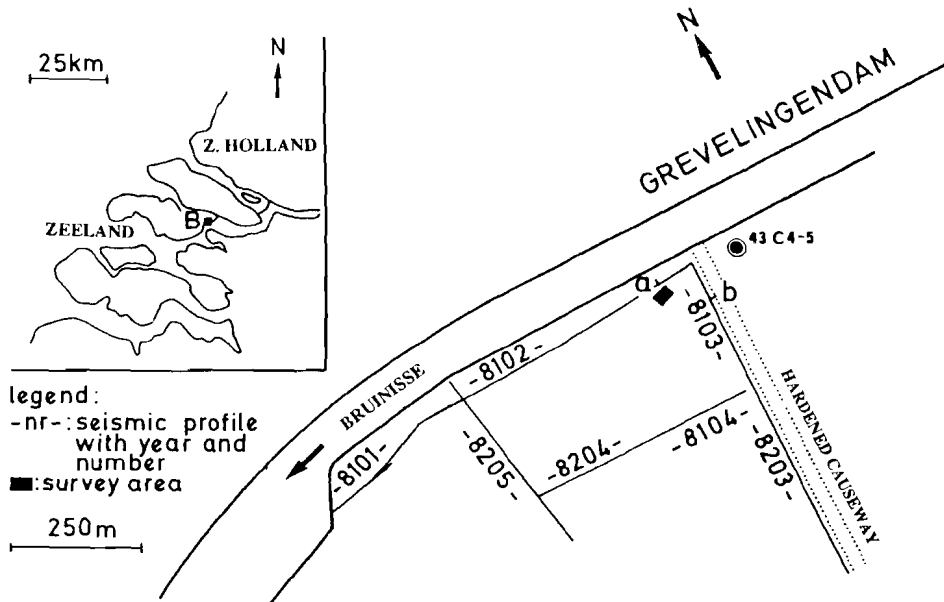 25km
N
Z. HOLLAND
B
ZEELAND
legend:
-nr-: seismic profile
with year and
number
■: survey area
250m
N
GREVELINGENDAM
43 C4-5
a
b
-8103-
-8102-
BRUINISSE
-8101-
-8205-
-8204-
-8104-
-8203-
HARDENED CAUSEWAY